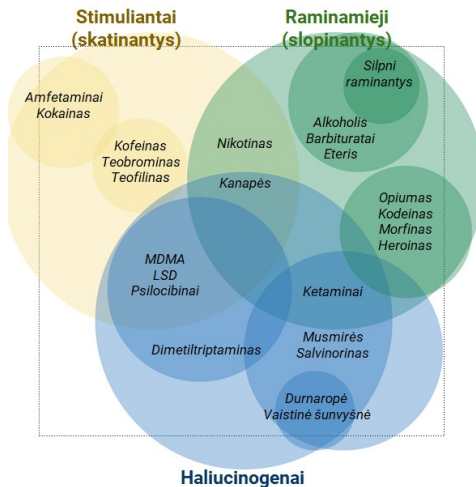 Stimuliantai
(skatinantys)
Raminamieji
(slopinantys)
Silpni
raminantys
Amfetaminai
Kokainas
Kofeinas
Teobrominas
Teofilinas
Nikotinas
Alkoholis
Barbituratai
Eteris
Kanapės
Opiumas
Kodeinas
Morfinas
Heroinas
MDMA
LSD
Psilocibinai
Ketaminai
Dimetiltriptaminas
Musmirės
Salvinorinas
Durnaropė
Vaistinė šunvyšnė
Haliucinogenai